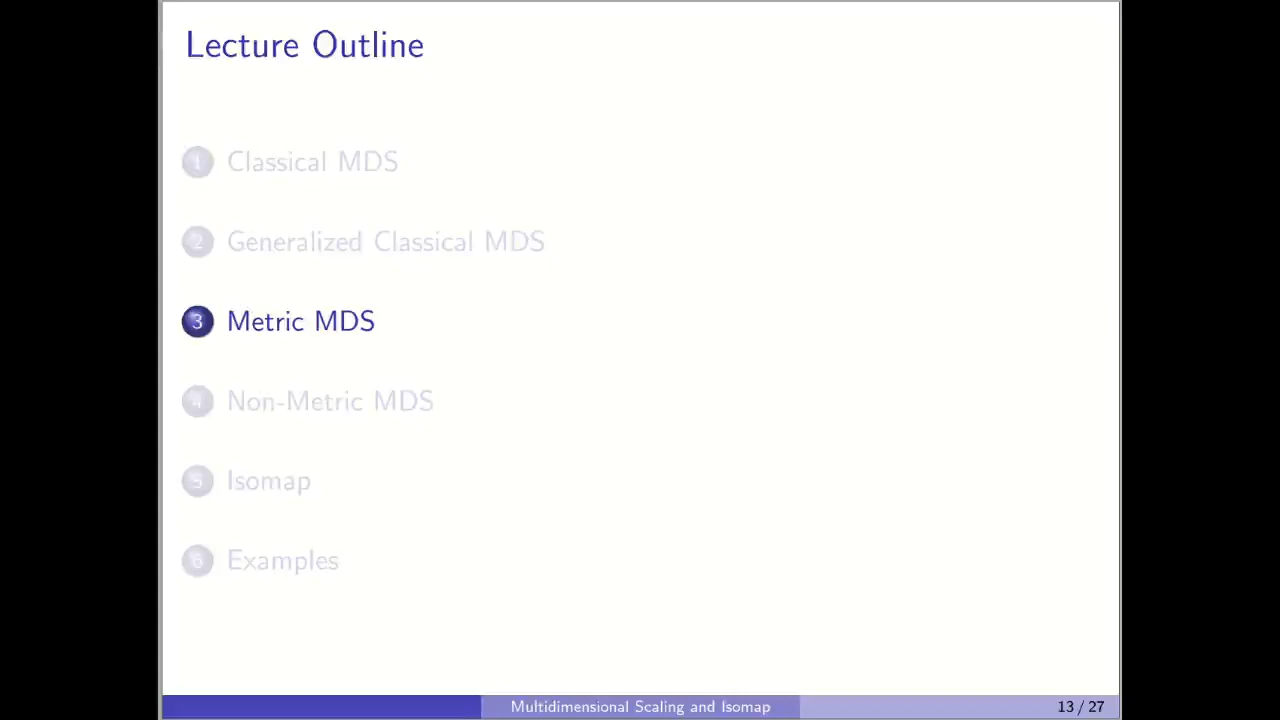 Lecture Outline
1 Classical MDS
2 Generalized Classical MDS
3 Metric MDS
4 Non-Metric MDS
5 Isomap
6 Examples
Multidimensional Scaling and Isomap 13 / 27